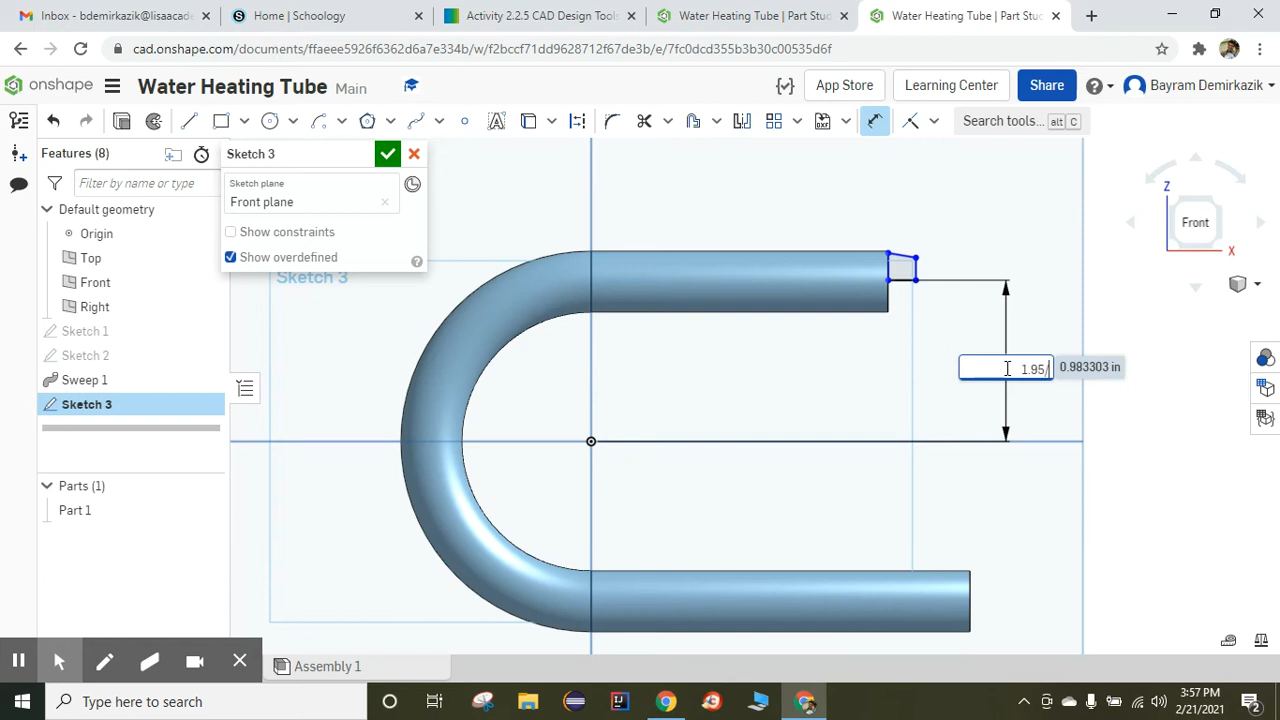 Inbox - bdemirkazik@lisaacade
Home | Schoology
Activity 2.2.5 CAD Design Tools
Water Heating Tube | Part Stud
Water Heating Tube | Part Stud
cad.onshape.com/documents/ffaeee5926f6362d6a7e334b/w/f2bccf71dd9628712f67de3b/e/7fc0dcd355b3b30c00535d6f
onshape
Water Heating Tube Main
App Store
Learning Center
Share
Bayram Demirkazik
Search tools... alt C
Features (8)
Filter by name or type
Default geometry
Origin
Top
Front
Right
Sketch 1
Sketch 2
Sweep 1
Sketch 3
Parts (1)
Part 1
Sketch 3
Sketch plane
Front plane
Show constraints
Show overdefined
Sketch 3
1.95/
0.983303 in
Z
Front
X
Assembly 1
Type here to search
3:57 PM
2/21/2021
2